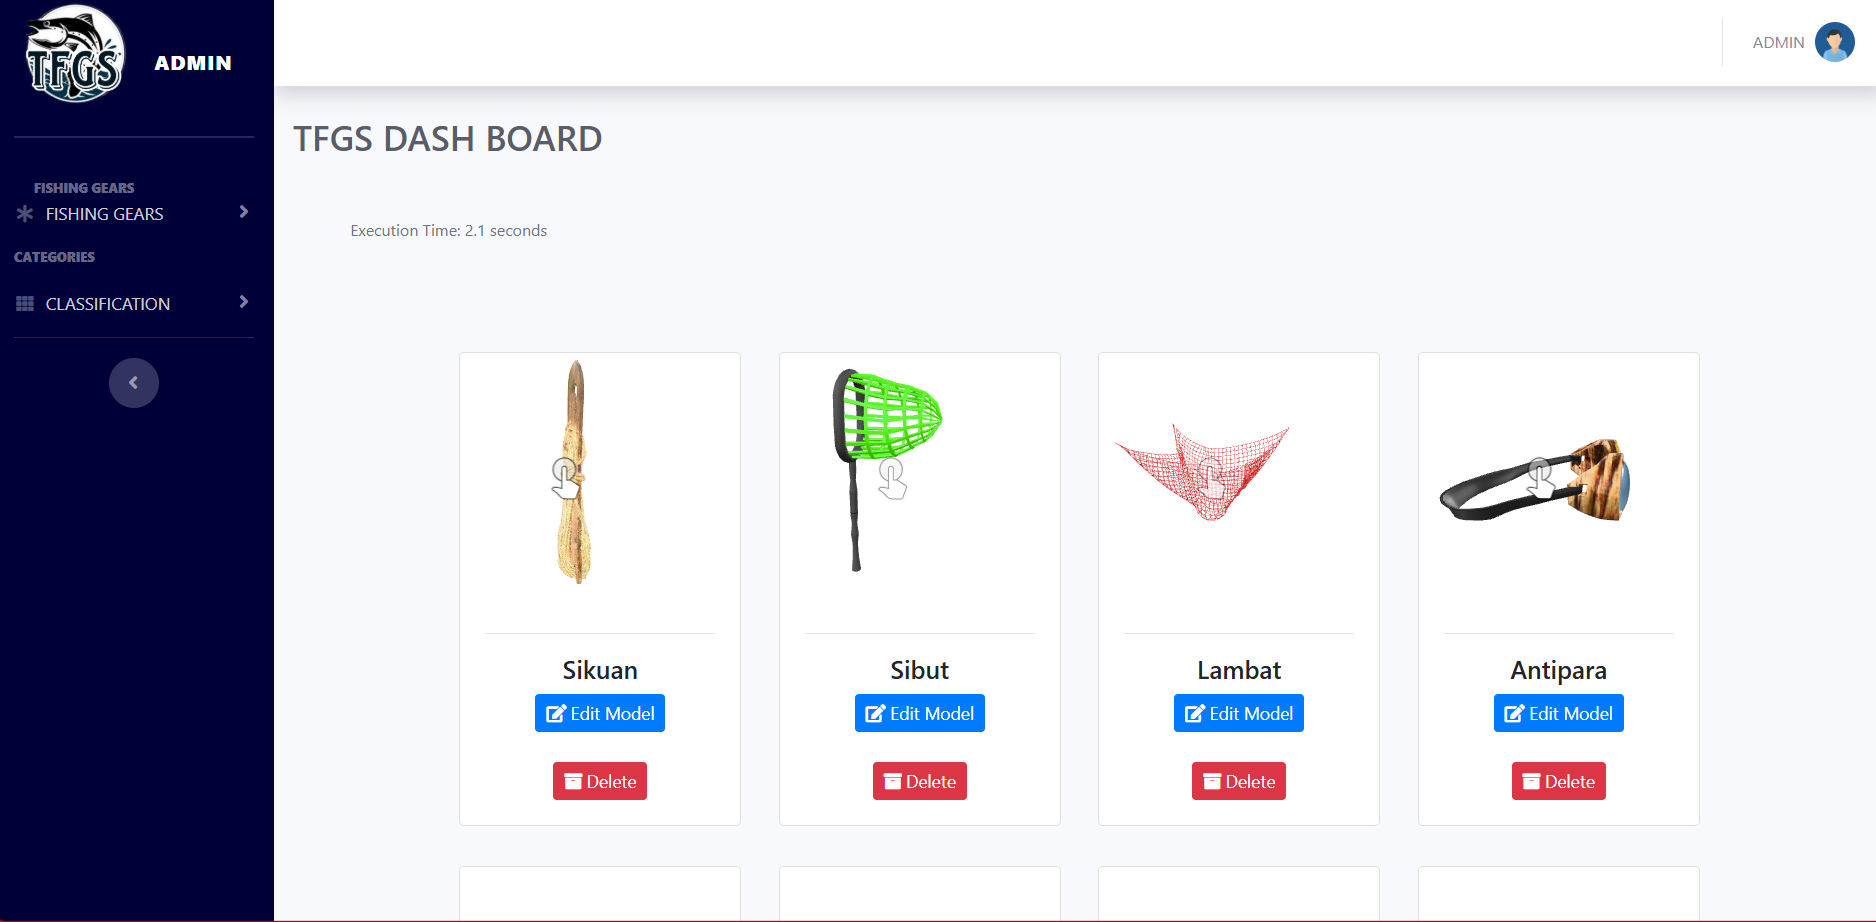 TFGS
ADMIN
ADMIN
TFGS DASH BOARD
FISHING GEARS
FISHING GEARS
CATEGORIES
CLASSIFICATION
Execution Time: 2.1 seconds
Sikuan
Edit Model
Delete
Sibut
Edit Model
Delete
Lambat
Edit Model
Delete
Antipara
Edit Model
Delete